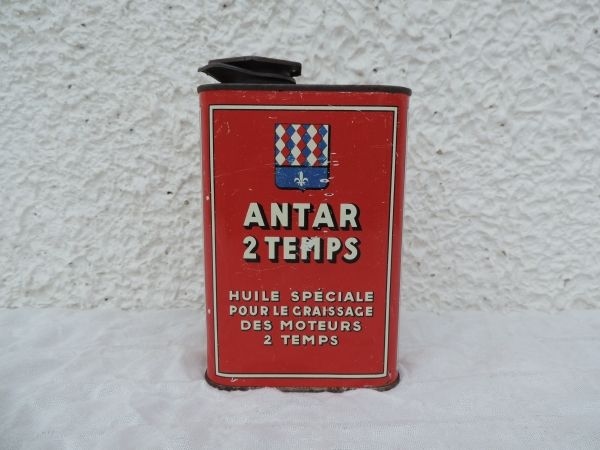 ANTAR
2 TEMPS
HUILE SPÉCIALE
POUR LE GRAISSAGE
DES MOTEURS
2 TEMPS